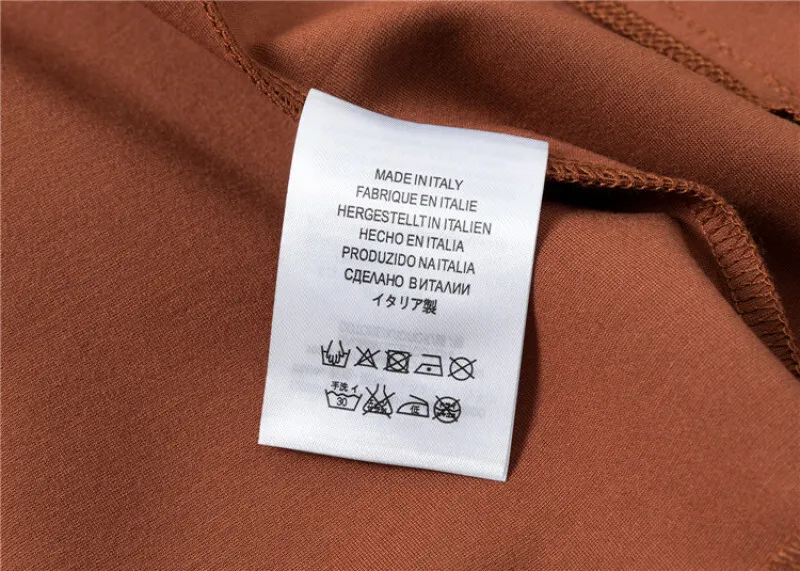 MADE IN ITALY
FABRIQUE EN ITALIE
HERGESTELLT IN ITALIEN
HECHO EN ITALIA
PRODUZIDO NA ITALIA
СДЕЛАНО В ИТАЛИИ
イタリア製
手洗 イ
30 低